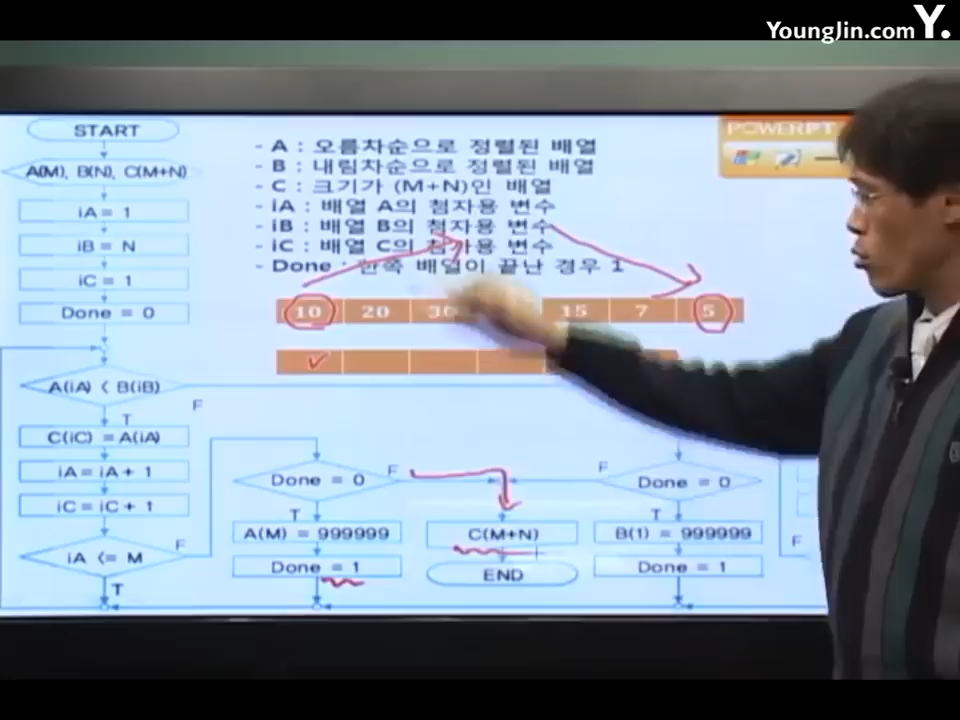 YoungJin.com Y.
START
A(M), B(N), C(M+N)
iA = 1
iB = N
iC = 1
Done = 0
A(iA) < B(iB)
F
T
C(iC) = A(iA)
iA = iA + 1
iC = iC + 1
iA <= M
F
T
- A : 오름차순으로 정렬된 배열
- B : 내림차순으로 정렬된 배열
- C : 크기가 (M+N)인 배열
- iA : 배열 A의 첨자용 변수
- iB : 배열 B의 첨자용 변수
- iC : 배열 C의 첨자용 변수
- Done : 한쪽 배열이 끝난 경우 1
POWERPT
10 20 30 15 7 5
Done = 0
F
T
A(M) = 999999
Done = 1
C(M+N)
END
F
Done = 0
T
B(1) = 999999
Done = 1
F